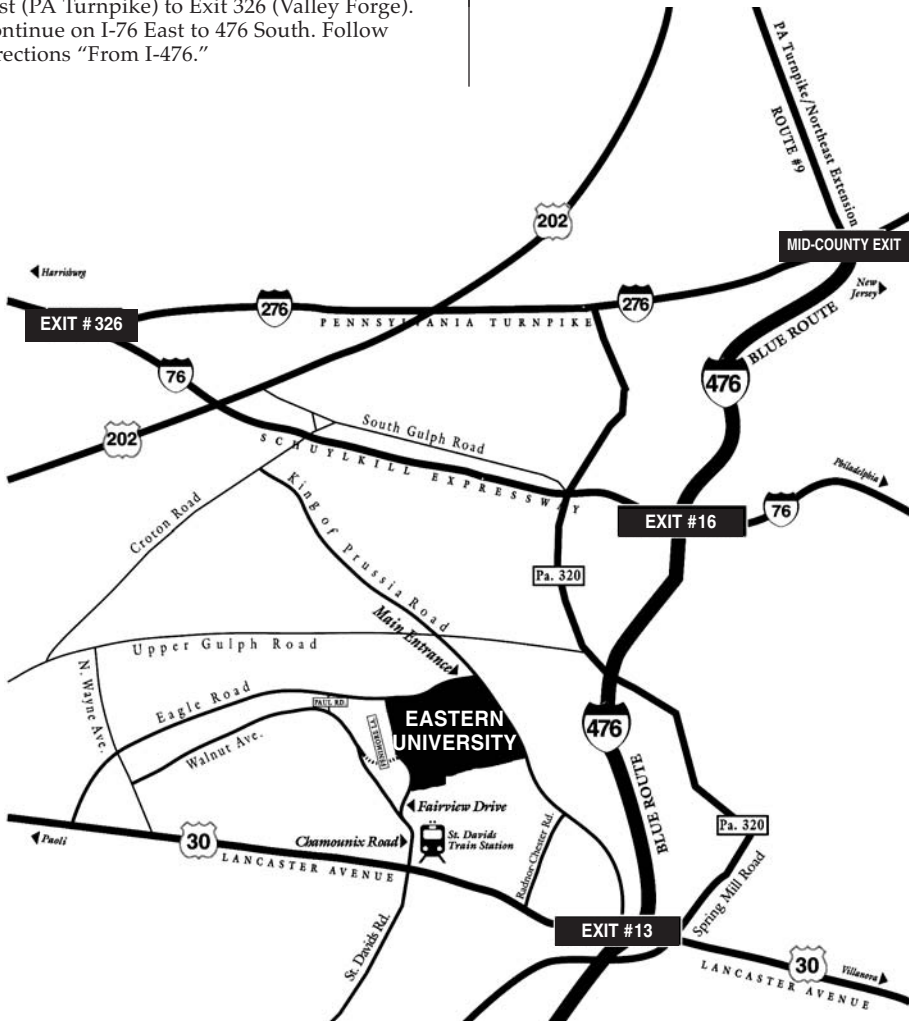 st (PA Turnpike) to Exit 326 (Valley Forge).
ontinue on I-76 East to 476 South. Follow
rections “From I-476.”
PA Turnpike/Northeast Extension
ROUTE #9
202
MID-COUNTY EXIT
Harrisburg
New
Jersey
276
276
EXIT #326
PENNSYLVANIA TURNPIKE
BLUE ROUTE
76
476
202
South Gulph Road
SCHUYLKILL EXPRESSWAY
Philadelphia
King of Prussia Road
76
EXIT #16
Croton Road
Pa. 320
Main Entrance
Upper Gulph Road
N. Wayne Ave.
Eagle Road
PAUL RD.
EASTERN
UNIVERSITY
476
Walnut Ave.
FENIMORE LA.
BLUE ROUTE
Fairview Drive
Pa. 320
Paoli
30
Chamounix Road
St. Davids
Train Station
LANCASTER AVENUE
Radnor Chester Rd.
Spring Mill Road
EXIT #13
St. Davids Rd.
30
Villanova
LANCASTER AVENUE